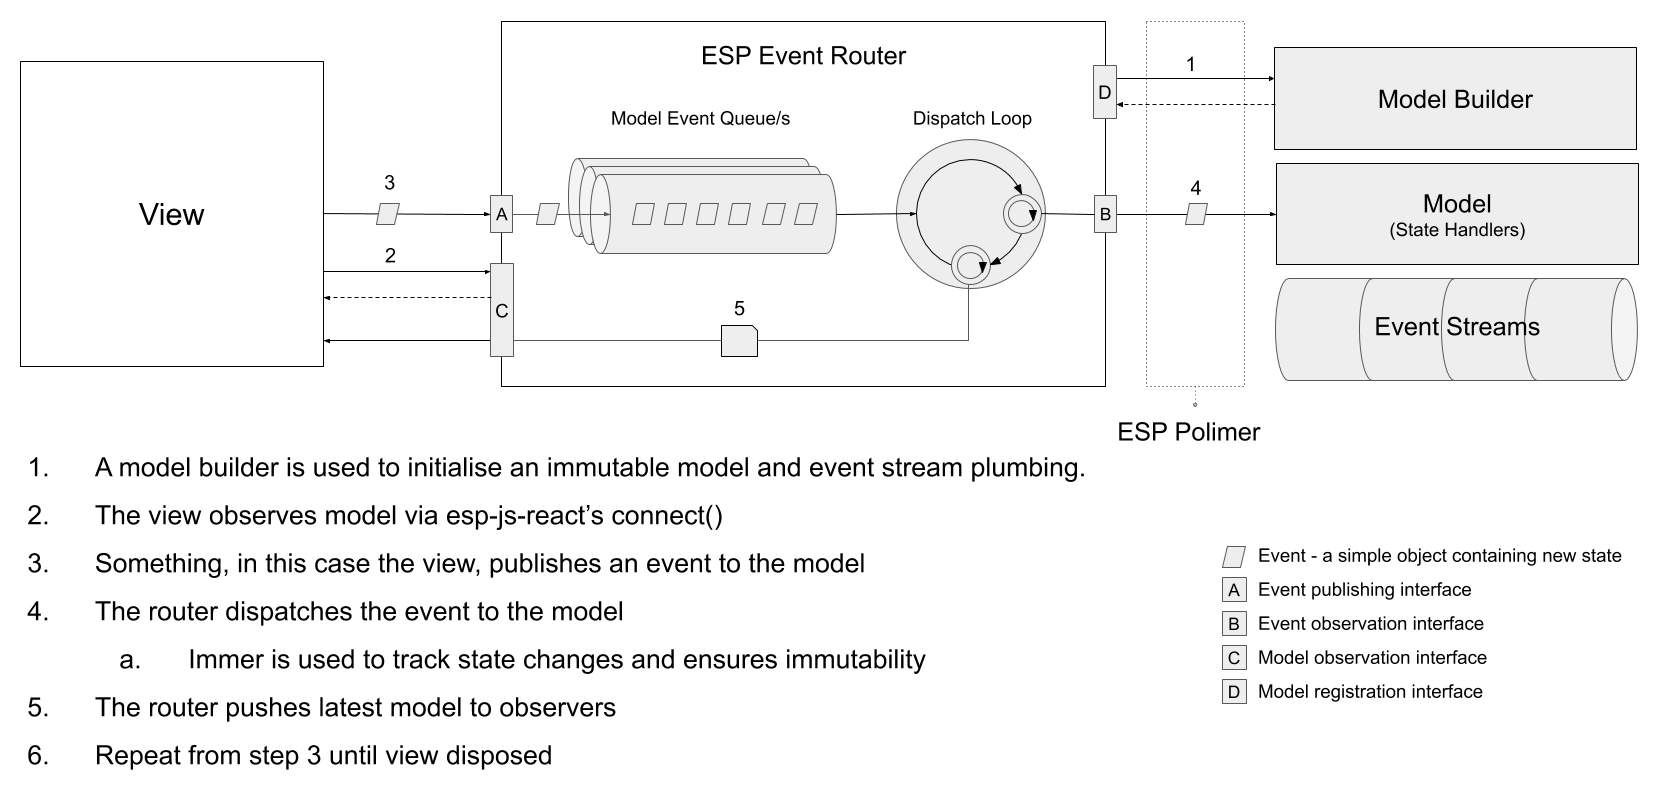 ESP Event Router
View
Model Event Queue/s
Dispatch Loop
3
A
2
C
5
D
1
Model Builder
B
4
Model
(State Handlers)
Event Streams
ESP Polimer
1. A model builder is used to initialise an immutable model and event stream plumbing.
2. The view observes model via esp-js-react’s connect()
3. Something, in this case the view, publishes an event to the model
4. The router dispatches the event to the model
a. Immer is used to track state changes and ensures immutability
5. The router pushes latest model to observers
6. Repeat from step 3 until view disposed
Event - a simple object containing new state
A Event publishing interface
B Event observation interface
C Model observation interface
D Model registration interface